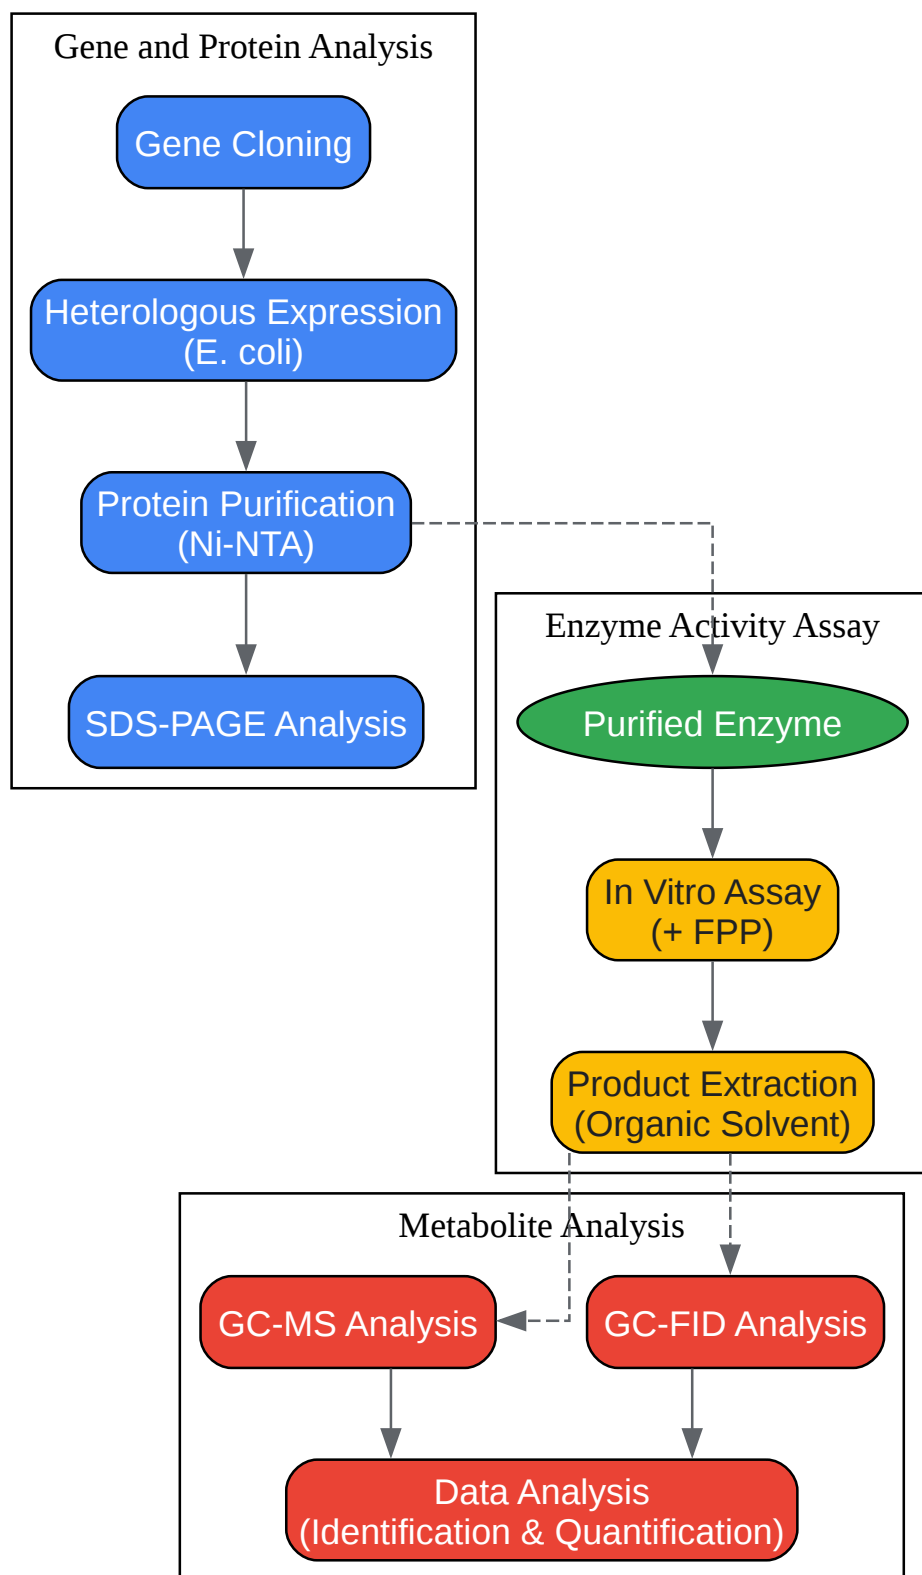 Gene and Protein Analysis
Gene Cloning
Heterologous Expression
(E. coli)
Protein Purification
(Ni-NTA)
SDS-PAGE Analysis
Enzyme Activity Assay
Purified Enzyme
In Vitro Assay
(+ FPP)
Product Extraction
(Organic Solvent)
Metabolite Analysis
GC-MS Analysis
GC-FID Analysis
Data Analysis
(Identification & Quantification)